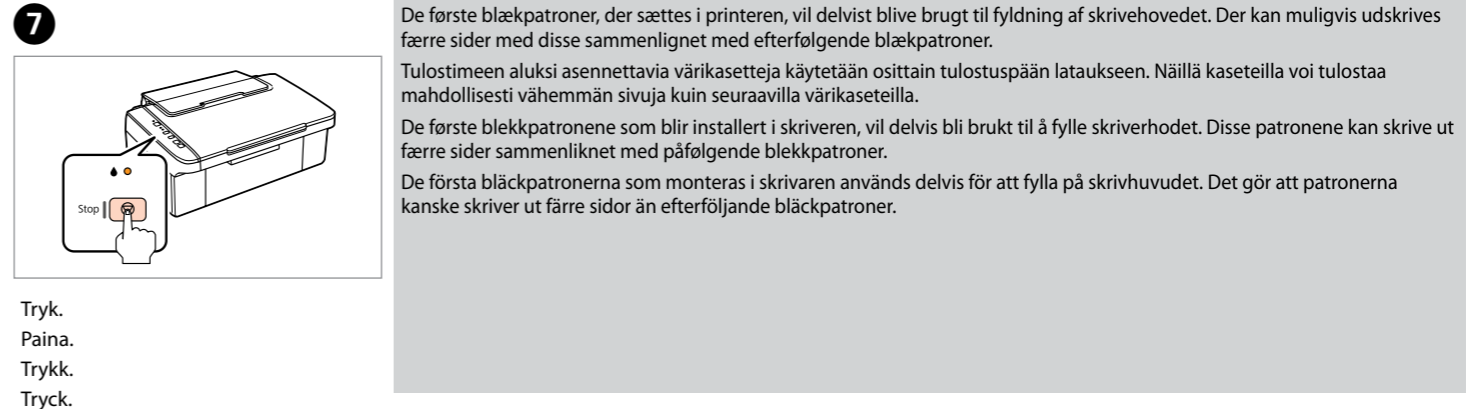 7
Stop
Tryk.
Paina.
Trykk.
Tryck.
De første blækpatroner, der sættes i printeren, vil delvist blive brugt til fyldning af skrivehovedet. Der kan muligvis udskrives
færre sider med disse sammenlignet med efterfølgende blækpatroner.
Tulostimeen aluksi asennettavia värikasetteja käytetään osittain tulostuspään lataukseen. Näillä kaseteilla voi tulostaa
mahdollisesti vähemmän sivuja kuin seuraavilla värikaseteilla.
De første blekkpatronene som blir installert i skriveren, vil delvis bli brukt til å fylle skriverhodet. Disse patronene kan skrive ut
færre sider sammenliknet med påfølgende blekkpatroner.
De första bläckpatronerna som monteras i skrivaren används delvis för att fylla på skrivhuvudet. Det gör att patronerna
kanske skriver ut färre sidor än efterföljande bläckpatroner.